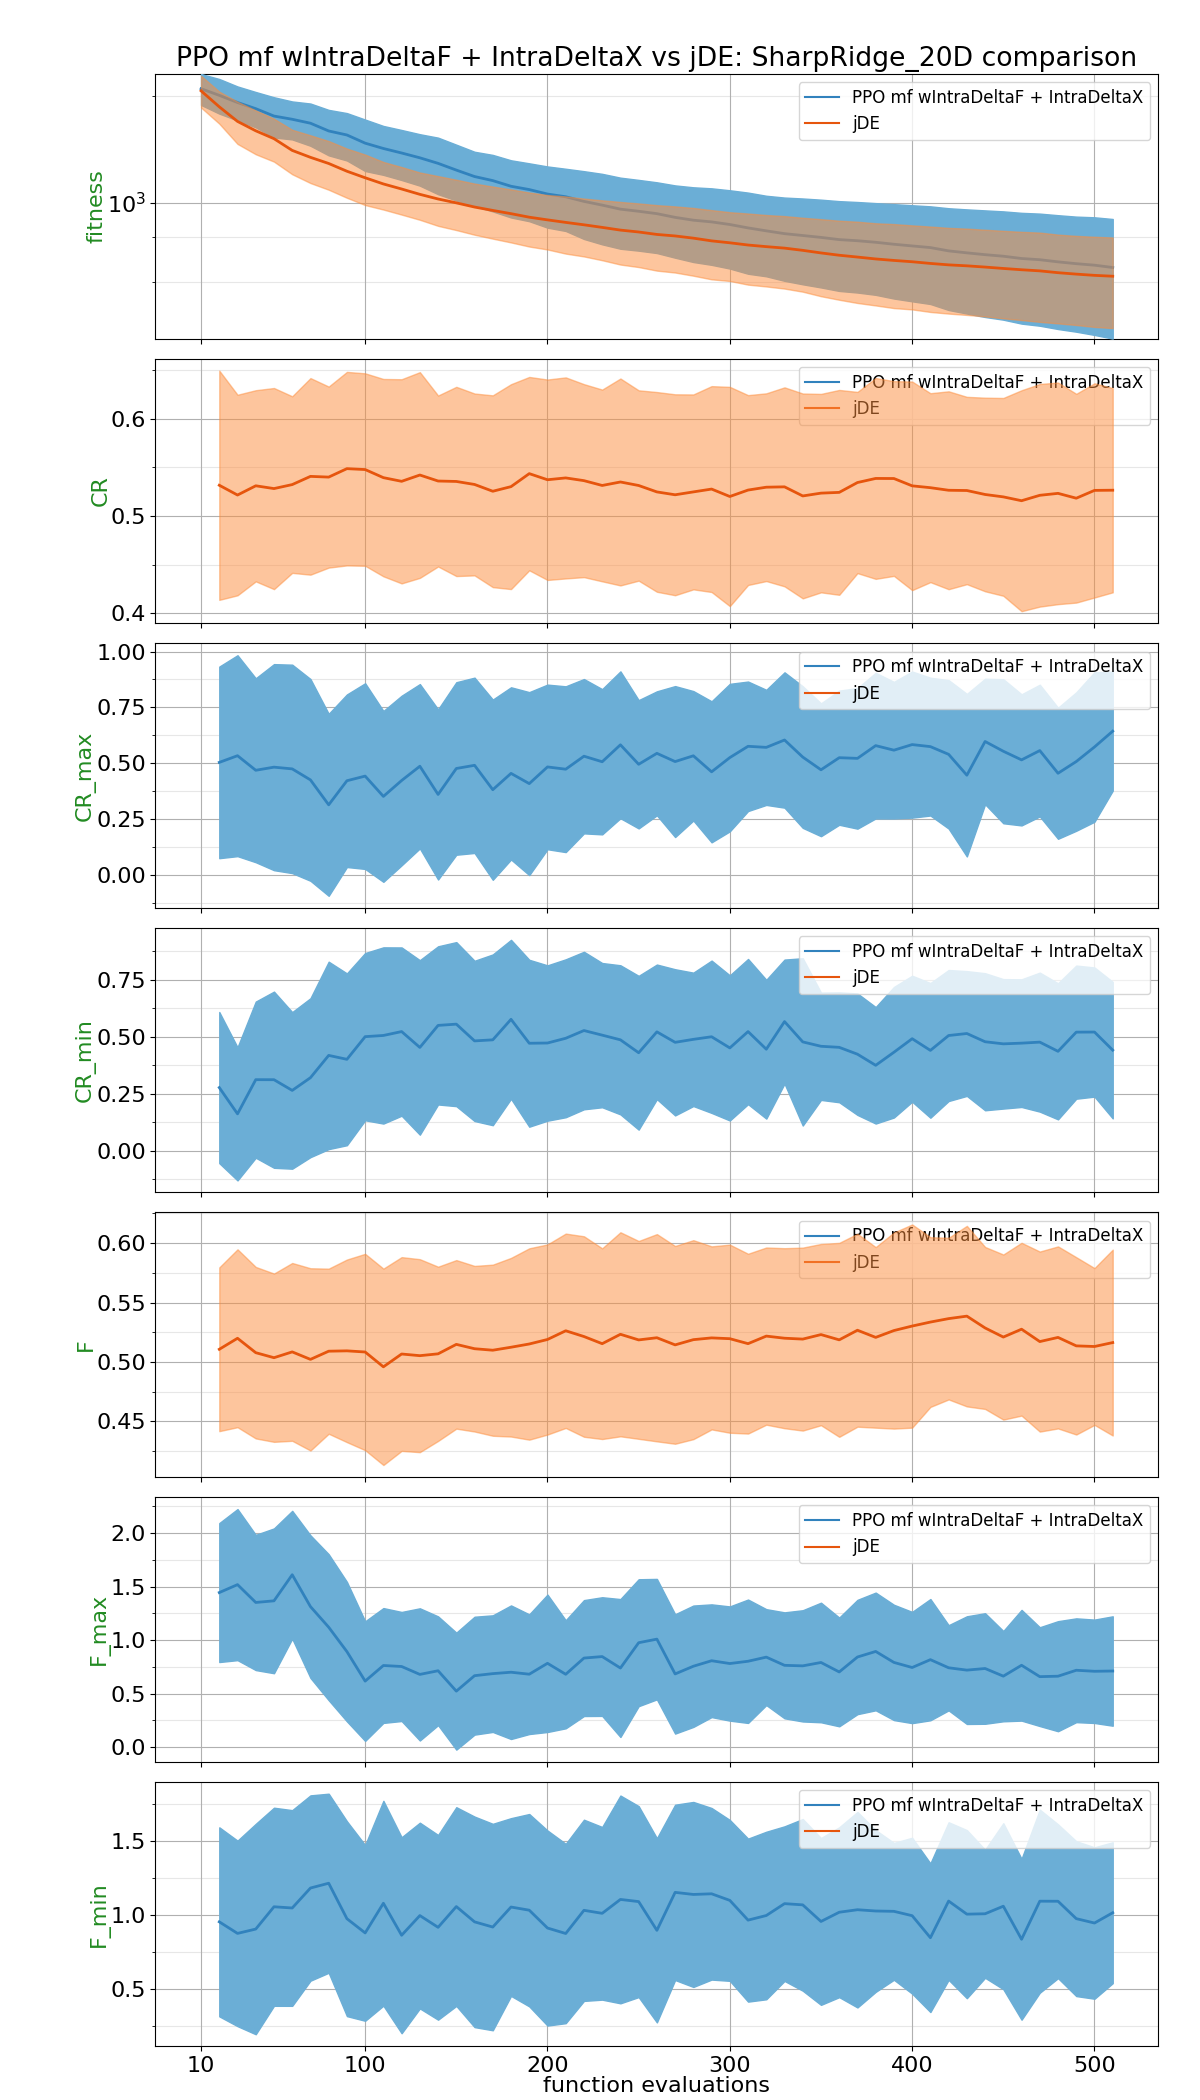 PPO mf wIntraDeltaF + IntraDeltaX vs jDE: SharpRidge_20D comparison
fitness
10³
PPO mf wIntraDeltaF + IntraDeltaX
jDE
CR
0.6
0.5
0.4
PPO mf wIntraDeltaF + IntraDeltaX
jDE
CR_max
1.00
0.75
0.50
0.25
0.00
PPO mf wIntraDeltaF + IntraDeltaX
jDE
CR_min
0.75
0.50
0.25
0.00
PPO mf wIntraDeltaF + IntraDeltaX
jDE
F
0.60
0.55
0.50
0.45
PPO mf wIntraDeltaF + IntraDeltaX
jDE
F_max
2.0
1.5
1.0
0.5
0.0
PPO mf wIntraDeltaF + IntraDeltaX
jDE
F_min
1.5
1.0
0.5
PPO mf wIntraDeltaF + IntraDeltaX
jDE
10 100 200 300 400 500
function evaluations